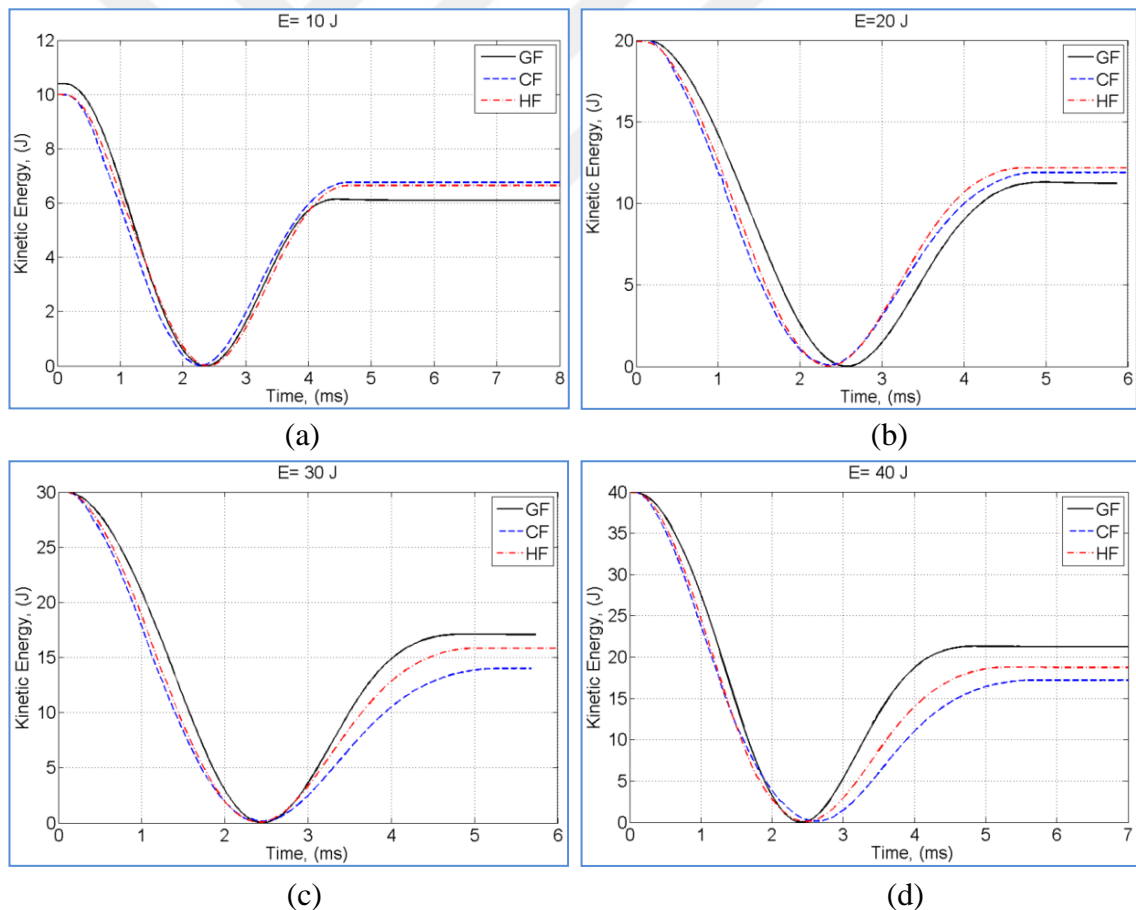 E= 10 J
12
10
8
6
4
2
0
Kinetic Energy, (J)
0 1 2 3 4 5 6 7 8
Time, (ms)
GF
CF
HF
(a)
E=20 J
20
15
10
5
0
Kinetic Energy, (J)
0 1 2 3 4 5 6
Time, (ms)
GF
CF
HF
(b)
E= 30 J
30
25
20
15
10
5
0
Kinetic Energy, (J)
0 1 2 3 4 5 6
Time, (ms)
GF
CF
HF
(c)
E= 40 J
40
35
30
25
20
15
10
5
0
Kinetic Energy, (J)
0 1 2 3 4 5 6 7
Time, (ms)
GF
CF
HF
(d)